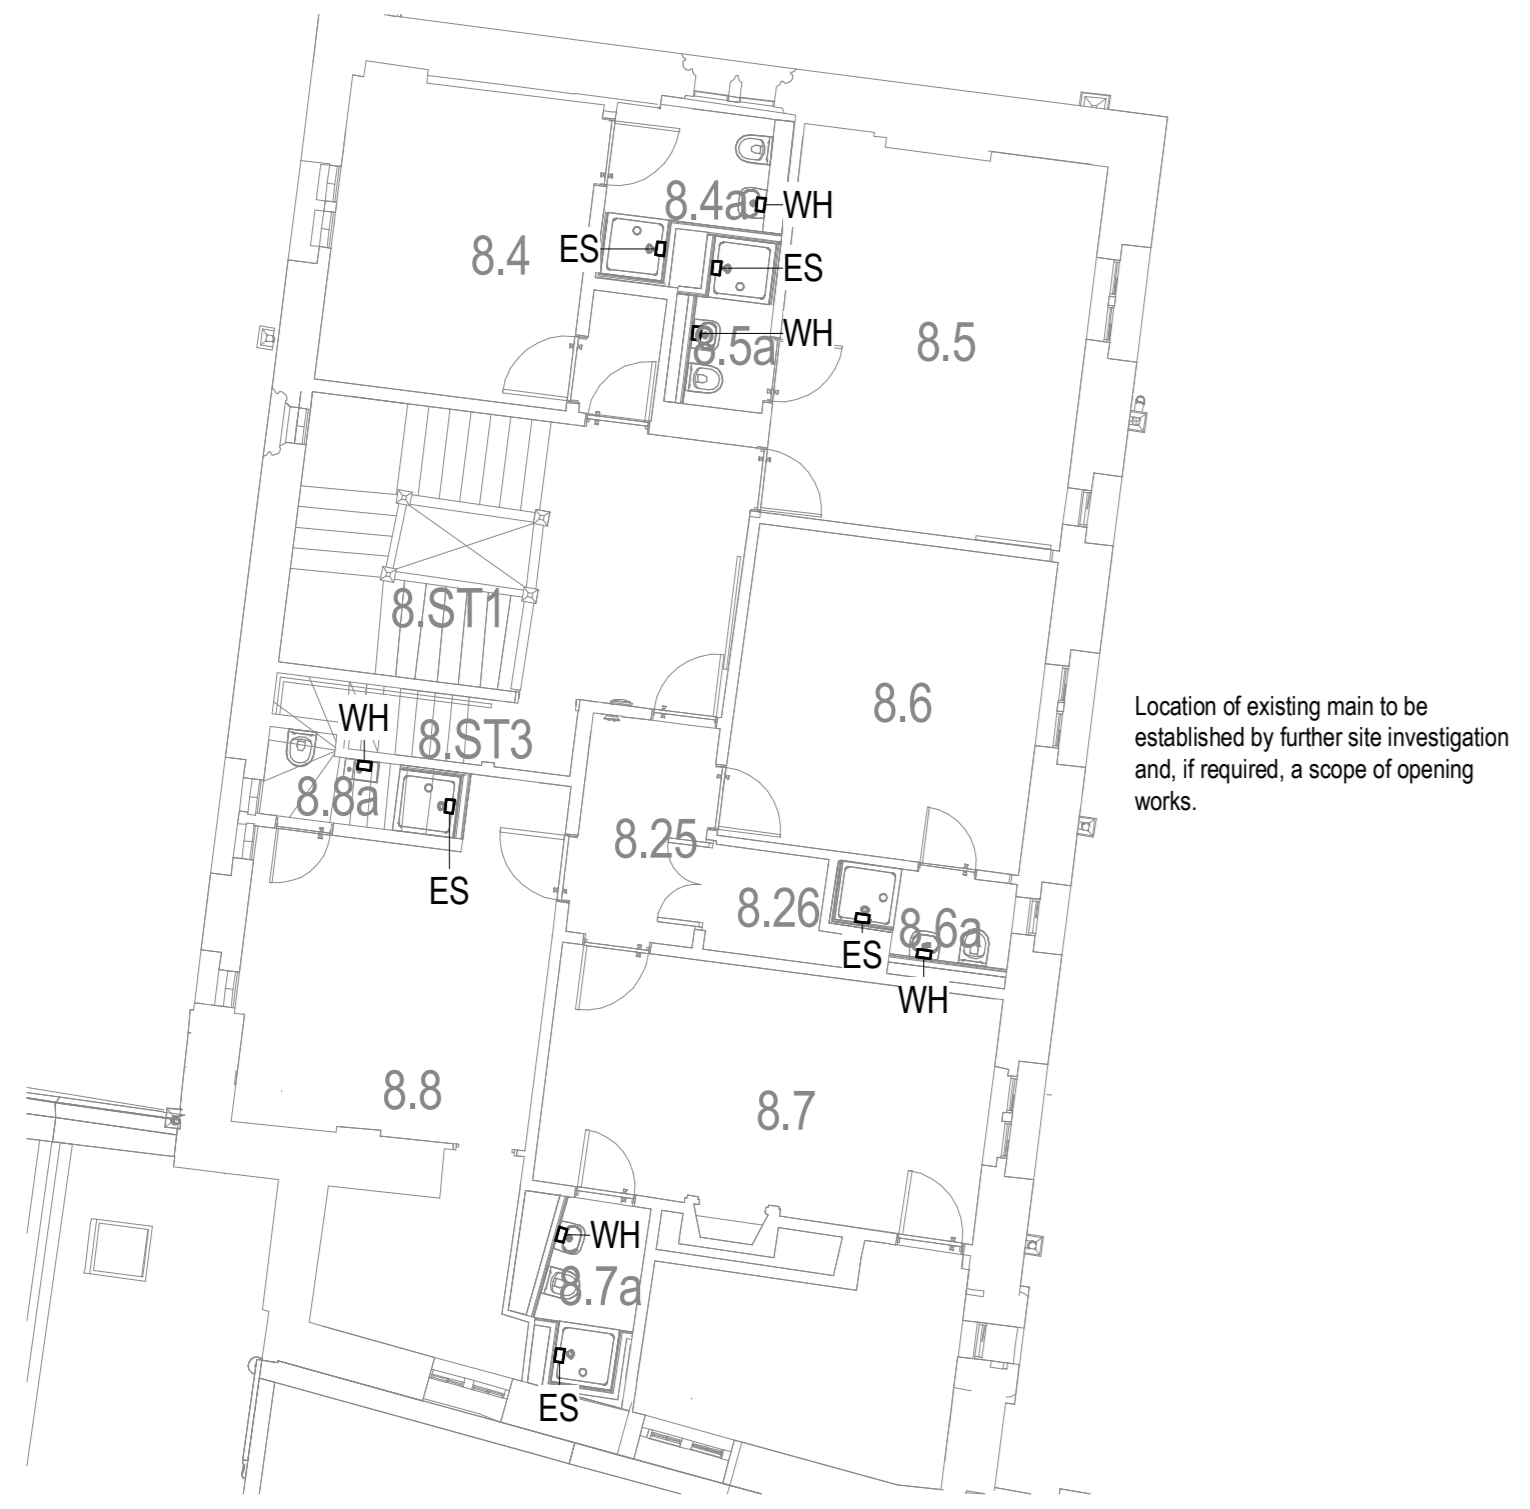 8.4a
WH
8.4
ES
ES
WH
8.5a
8.5
8.ST1
8.6
WH
8.ST3
Location of existing main to be
established by further site investigation
and, if required, a scope of opening
works.
8.8a
8.25
ES
8.26
8.6a
ES
WH
8.8
8.7
WH
8.7a
ES